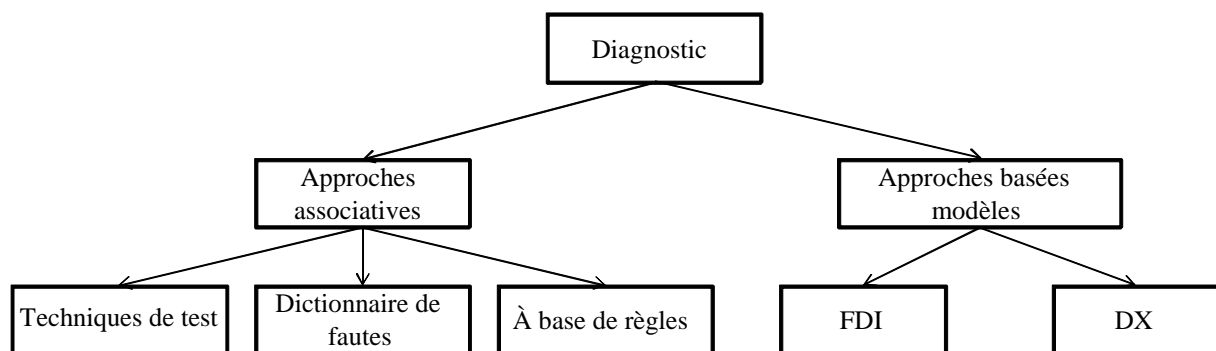 Diagnostic
Approches
associatives
Approches basées
modèles
Techniques de test
Dictionnaire de
fautes
À base de règles
FDI
DX